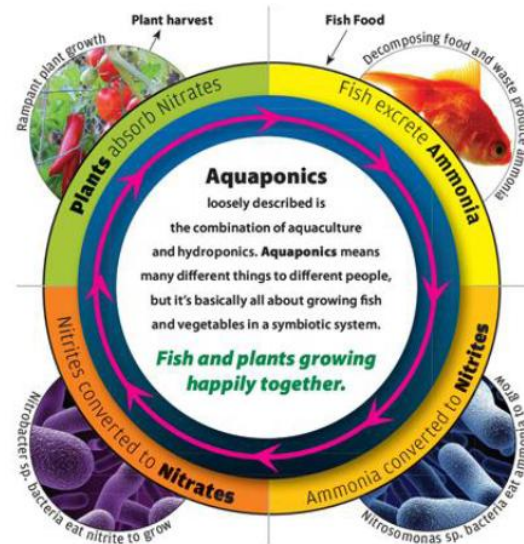 Plant harvest
Fish Food
Rampant plant growth
Decomposing food and waste produce ammonia
Plants absorb Nitrates
Fish excrete Ammonia
Aquaponics
loosely described is
the combination of aquaculture
and hydroponics. Aquaponics means
many different things to different people,
but it's basically all about growing fish
and vegetables in a symbiotic system.
Fish and plants growing
happily together.
Nitrites converted to Nitrates
Ammonia converted to Nitrites
Nitrobacter sp. bacteria eat nitrite to grow
Nitrosomonas sp. bacteria eat ammonia to grow